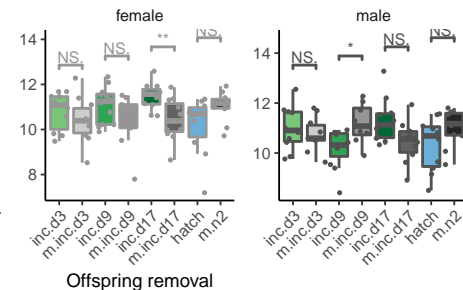 female male
14 NS. NS. ** NS.
12
10
8
14 NS. * NS. NS.
12
10
inc.d3 m.inc.d3 inc.d9 m.inc.d9 inc.d17 m.inc.d17 hatch m.n2
inc.d3 m.inc.d3 inc.d9 m.inc.d9 inc.d17 m.inc.d17 hatch m.n2
Offspring removal